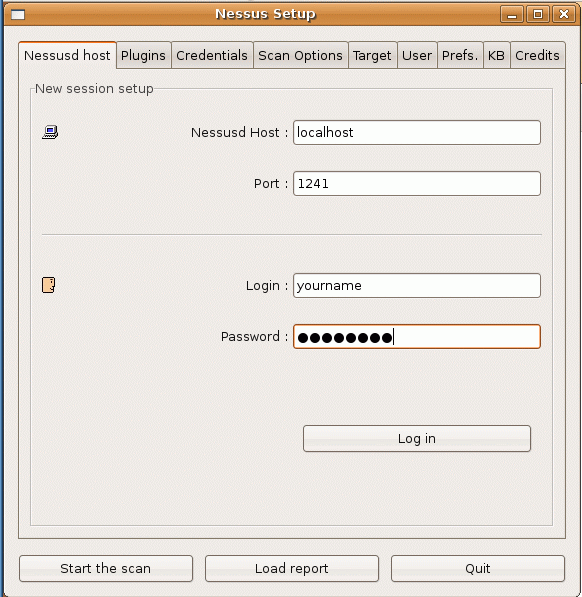 Nessus Setup
Nessusd host Plugins Credentials Scan Options Target User Prefs. KB Credits
New session setup
Nessusd Host : localhost
Port : 1241
Login : yourname
Password : ●●●●●●●●
Log in
Start the scan Load report Quit